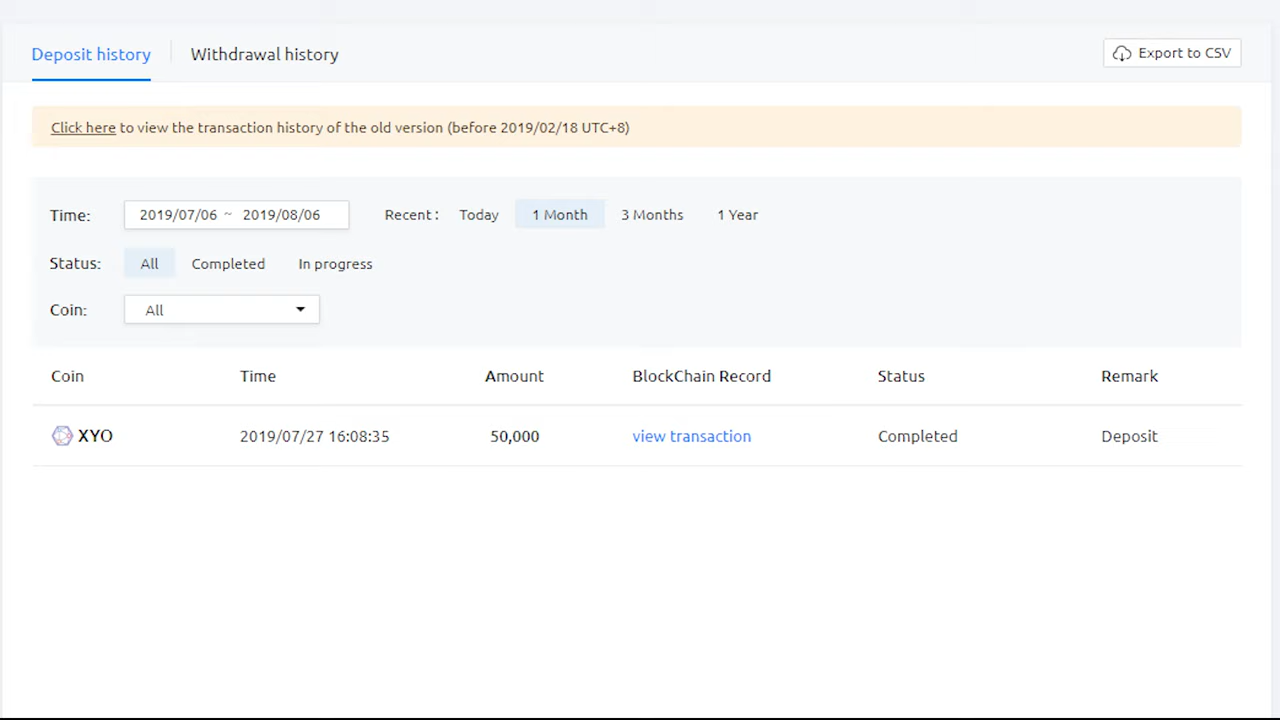 Deposit history Withdrawal history Export to CSV
Click here to view the transaction history of the old version (before 2019/02/18 UTC+8)
Time: 2019/07/06 ~ 2019/08/06 Recent: Today 1 Month 3 Months 1 Year
Status: All Completed In progress
Coin: All
Coin Time Amount BlockChain Record Status Remark
XYO 2019/07/27 16:08:35 50,000 view transaction Completed Deposit